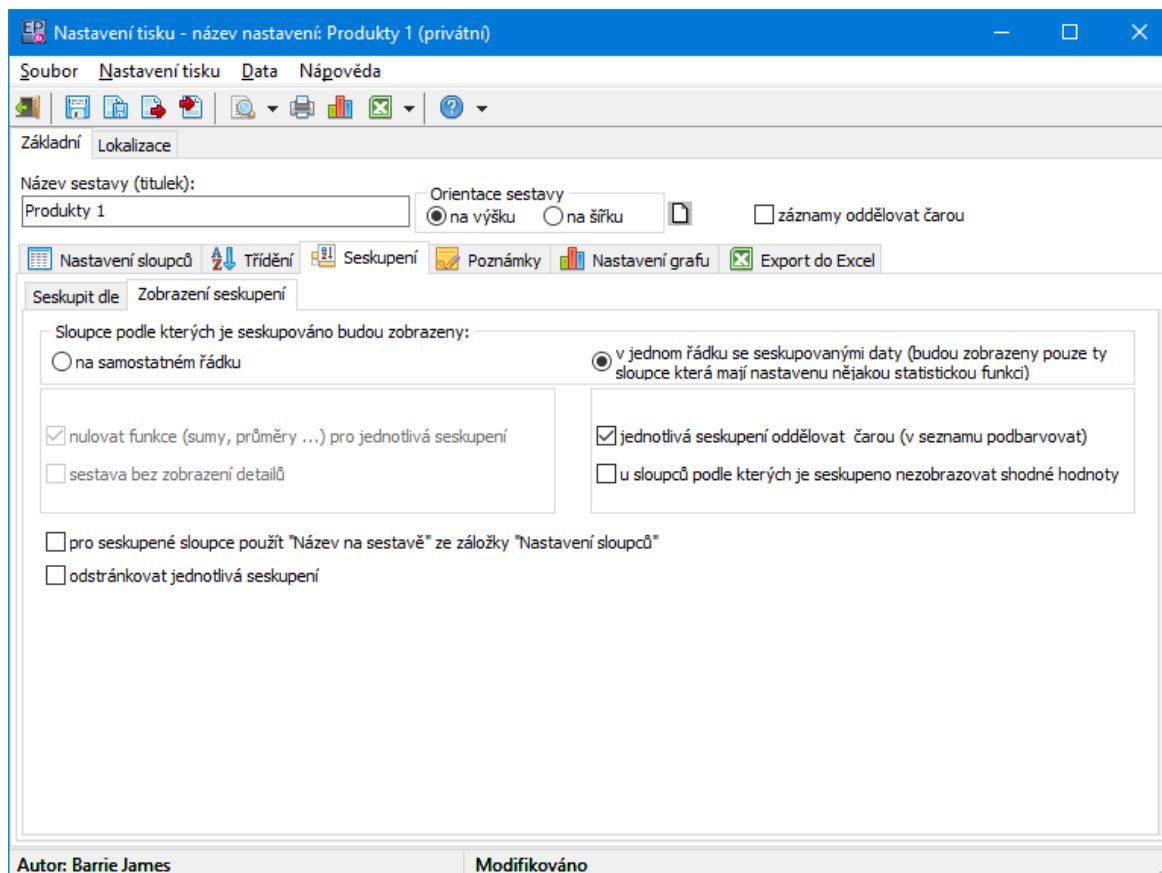 Nastavení tisku - název nastavení: Produkty 1 (privátní)
Soubor Nastavení tisku Data Nápověda
Základní Lokalizace
Název sestavy (titulek):
Orientace sestavy
Produkty 1
na výšku na šířku
záznamy oddělovat čarou
Nastavení sloupců Třídění Seskupení Poznámky Nastavení grafu Export do Excel
Seskupit dle Zobrazení seskupení
Sloupce podle kterých je seskupováno budou zobrazeny:
na samostatném řádku
v jednom řádku se seskupovanými daty (budou zobrazeny pouze ty
sloupce která mají nastavenu nějakou statistickou funkci)
nulovat funkce (sumy, průměry ...) pro jednotlivá seskupení
jednotlivá seskupení oddělovat čarou (v seznamu podbarvovat)
sestava bez zobrazení detailů
u sloupců podle kterých je seskupeno nezobrazovat shodné hodnoty
pro seskupené sloupce použít "Název na sestavě" ze záložky "Nastavení sloupců"
odstránkovat jednotlivá seskupení
Autor: Barrie James Modifikováno